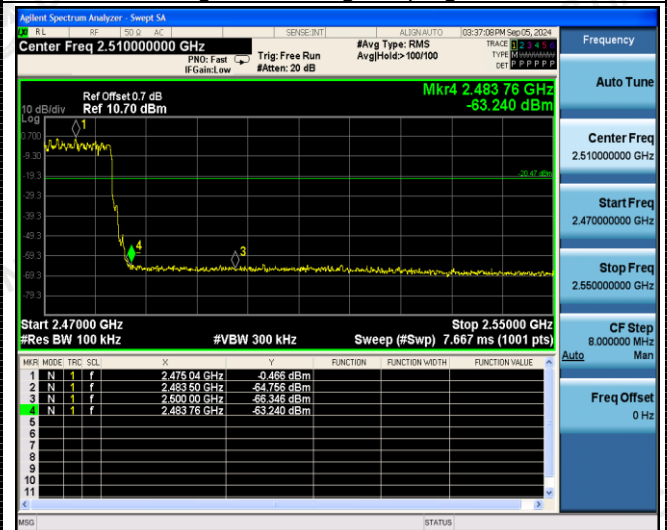 Agilent Spectrum Analyzer - Swept SA
RL RF 50 Ω AC SENSE:INT ALIGNAUTO 03:37:08PM Sep05, 2024
Center Freq 2.510000000 GHz
PNO: Fast
IFGain:Low
Trig: Free Run
#Atten: 20 dB
#Avg Type: RMS
Avg|Hold:> 100/100
TRACE 1 2 3 4 5 6
TYPE M
DET P P P P P P
Frequency
Ref Offset 0.7 dB
10 dB/div Ref 10.70 dBm
Log
Mkr4 2.483 76 GHz
-63.240 dBm
0.700
-9.30
-19.3
-29.3
-39.3
-49.3
-59.3
-69.3
-79.3
1
4
3
-20.47 dBm
Start 2.47000 GHz Stop 2.55000 GHz
#Res BW 100 kHz #VBW 300 kHz Sweep (#Swp) 7.667 ms (1001 pts)
MKR MODE TRC SCL X Y FUNCTION FUNCTION WIDTH FUNCTION VALUE
1 N 1 f 2.475 04 GHz -0.466 dBm
2 N 1 f 2.483 50 GHz -64.756 dBm
3 N 1 f 2.500 00 GHz -66.346 dBm
4 N 1 f 2.483 76 GHz -63.240 dBm
5
6
7
8
9
10
11
Auto Tune
Center Freq
2.510000000 GHz
Start Freq
2.470000000 GHz
Stop Freq
2.550000000 GHz
CF Step
8.000000 MHz
Auto Man
Freq Offset
0 Hz
MSG STATUS